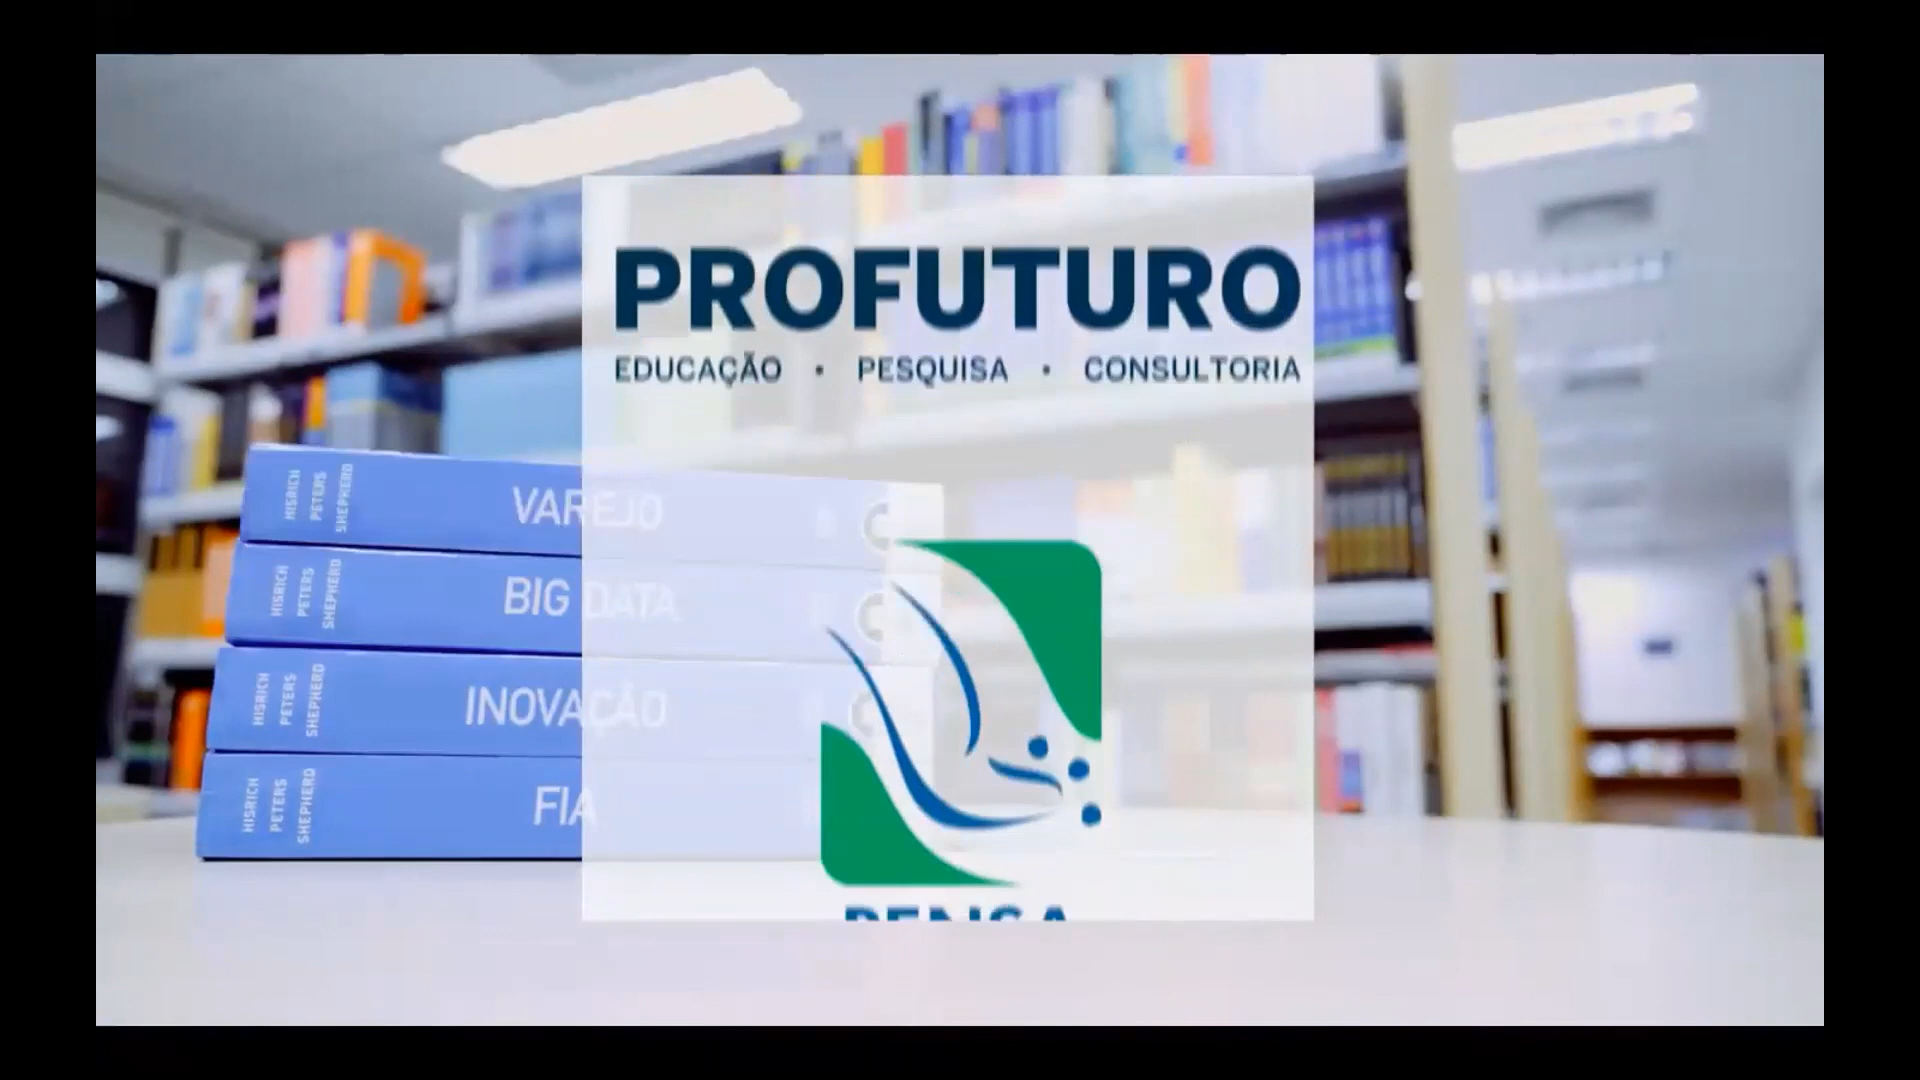 PROFUTURO
EDUCAÇÃO • PESQUISA • CONSULTORIA
HISRICH
PETERS
SHEPHERD
VAREJO
HISRICH
PETERS
SHEPHERD
BIG DATA
HISRICH
PETERS
SHEPHERD
INOVAÇÃO
HISRICH
PETERS
SHEPHERD
FIA
PENSA